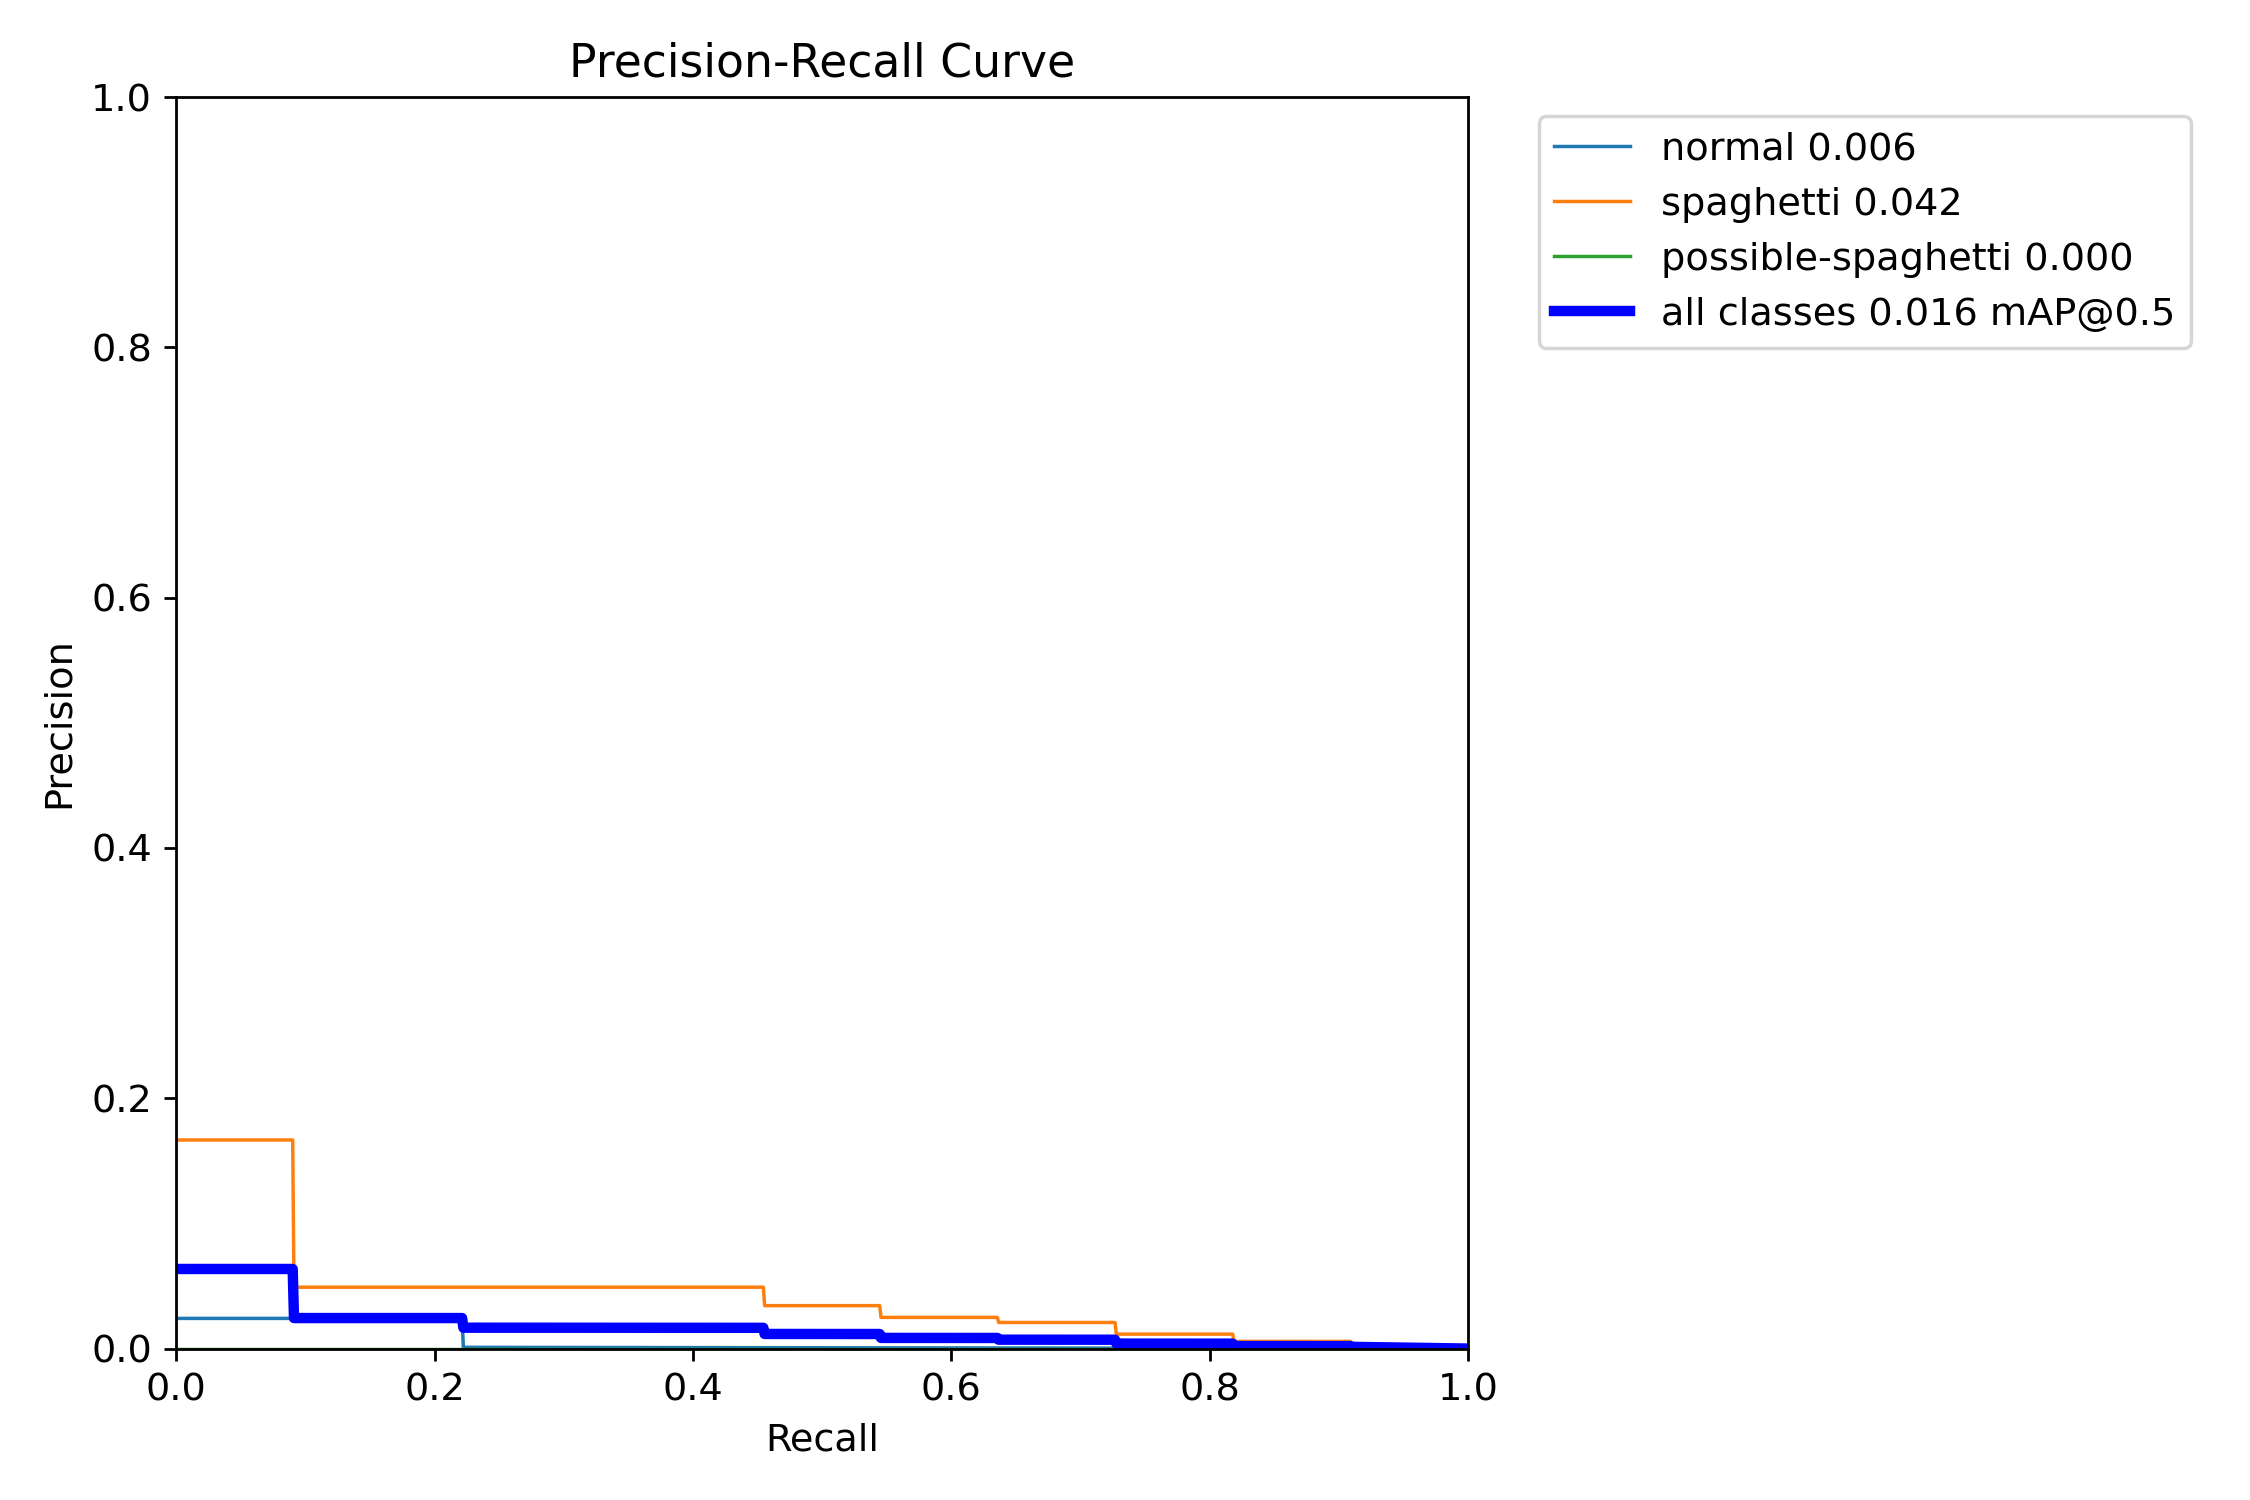 Precision-Recall Curve
1.0
0.8
0.6
0.4
0.2
0.0
Precision
0.0 0.2 0.4 0.6 0.8 1.0
Recall
normal 0.006
spaghetti 0.042
possible-spaghetti 0.000
all classes 0.016 mAP@0.5